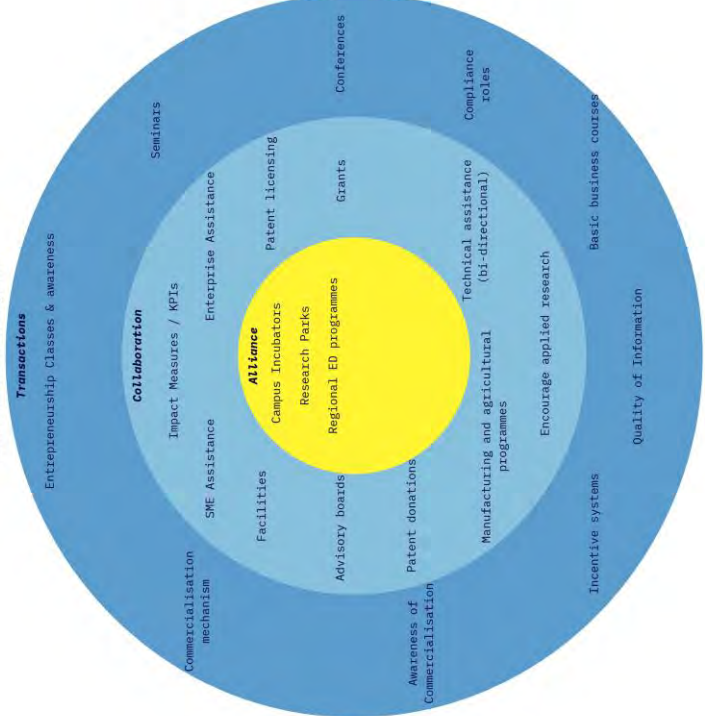 Transactions
Entrepreneurship Classes & awareness
Seminars
Conferences
Compliance
roles
Basic business courses
Quality of Information
Incentive systems
Awareness of
Commercialisation
Commercialisation
mechanism
Collaboration
Impact Measures / KPIs
Enterprise Assistance
Patent licensing
Grants
Technical assistance
(bi-directional)
Encourage applied research
Manufacturing and agricultural
programmes
Patent donations
Advisory boards
Facilities
SME Assistance
Alliance
Campus Incubators
Research Parks
Regional ED programmes